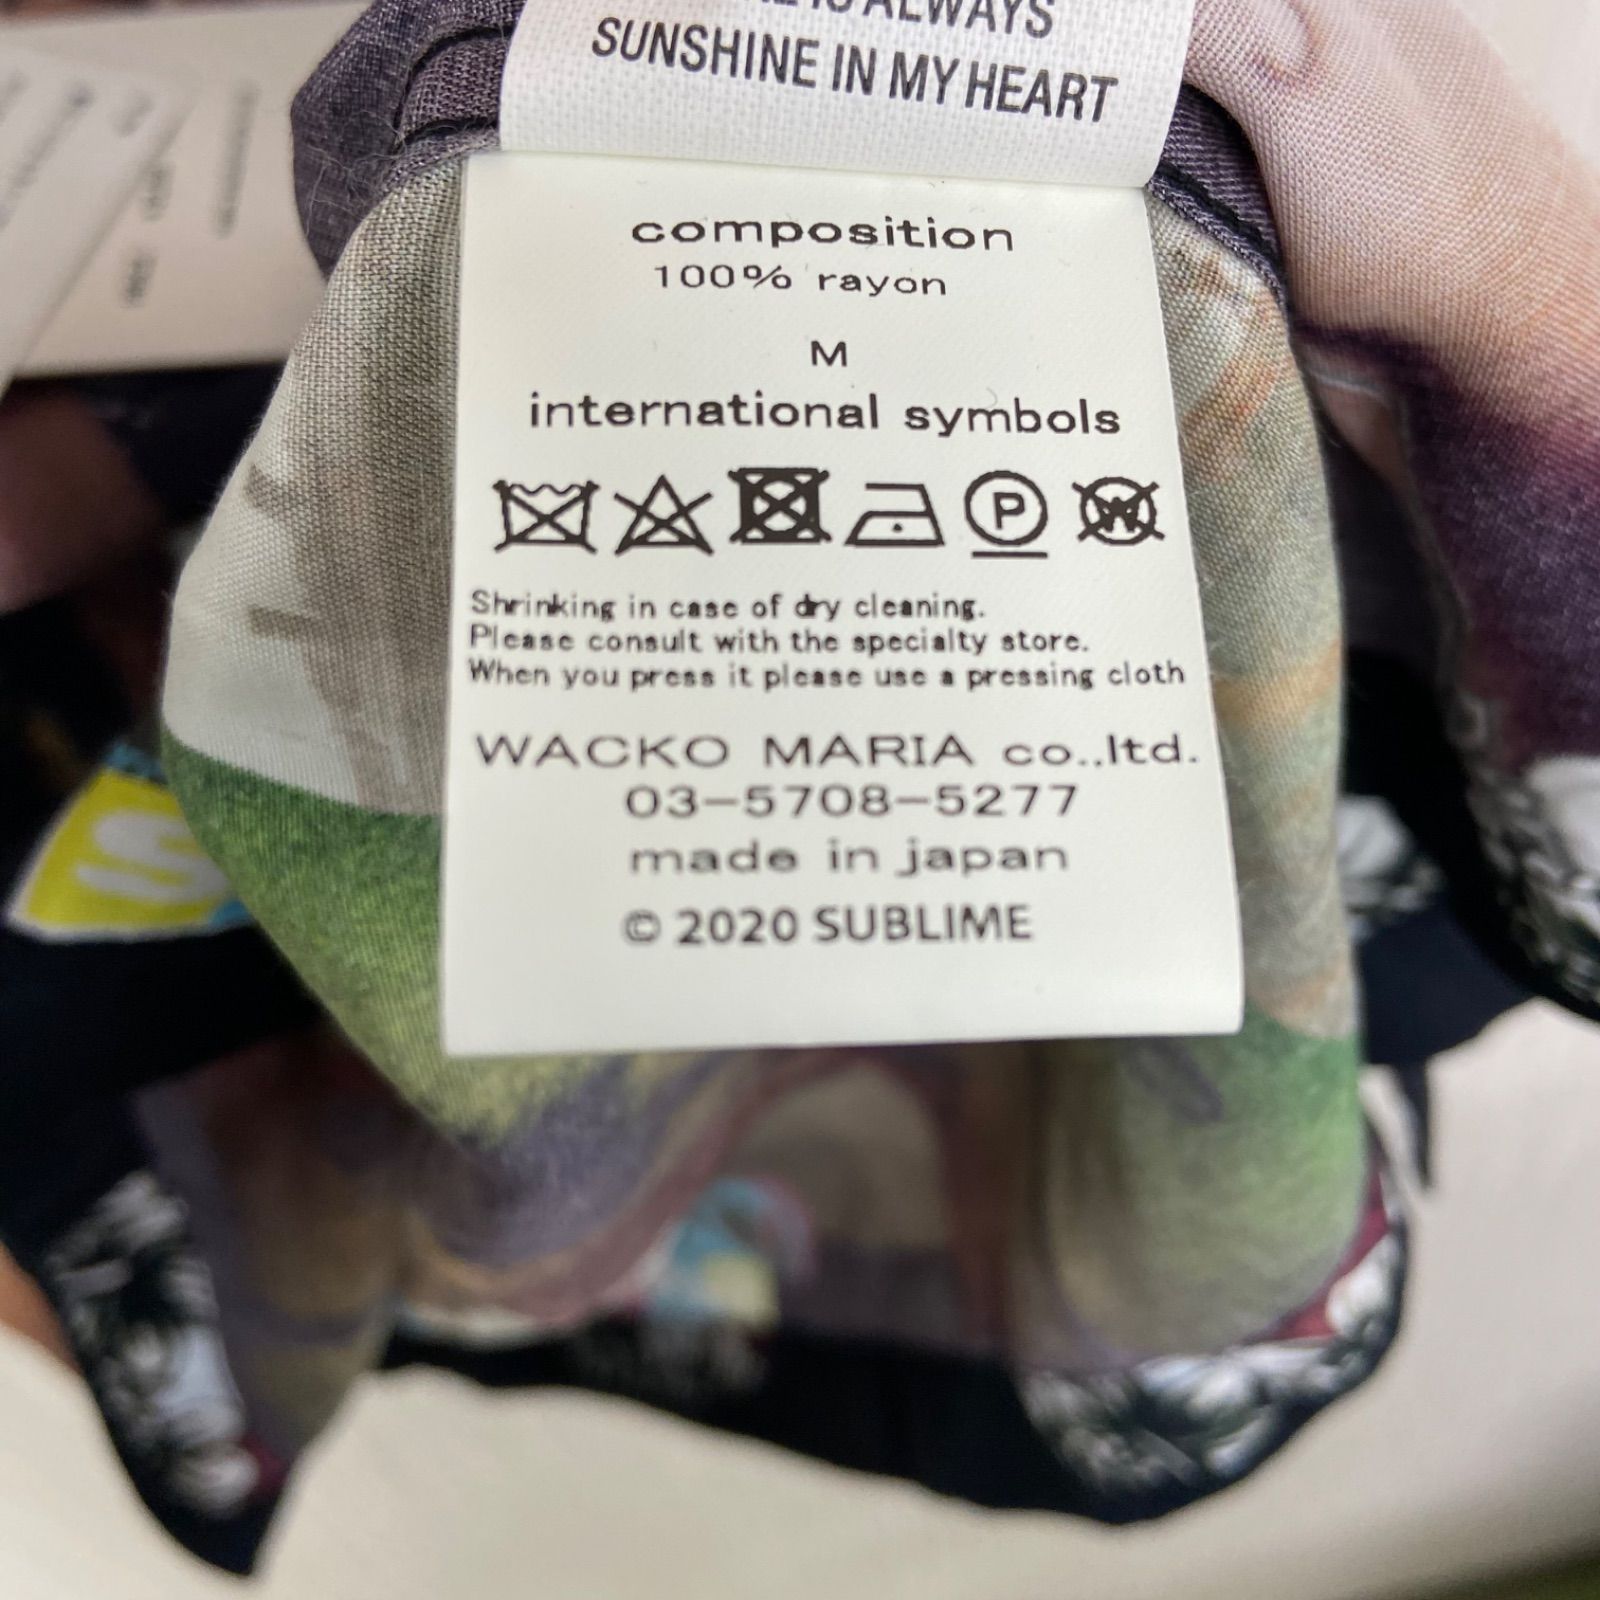 ALWAYS
SUNSHINE IN MY HEART
composition
100% rayon
M
international symbols
P W
Shrinking in case of dry cleaning.
Please consult with the specialty store.
When you press it please use a pressing cloth
WACKO MARIA co.,ltd.
03-5708-5277
made in japan
© 2020 SUBLIME
S